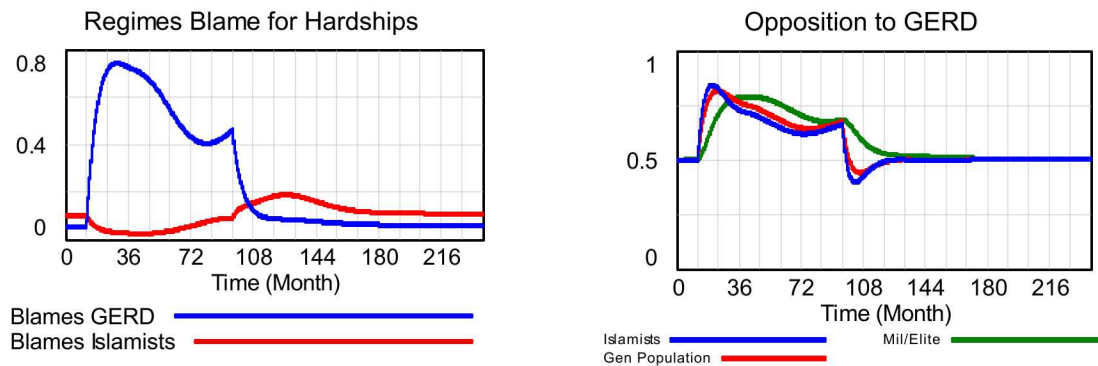 Regimes Blame for Hardships
0.8
0.4
0
0 36 72 108 144 180 216
Time (Month)
Blames GERD
Blames Islamists
Opposition to GERD
1
0.5
0
0 36 72 108 144 180 216
Time (Month)
Islamists Mil/Elite
Gen Population